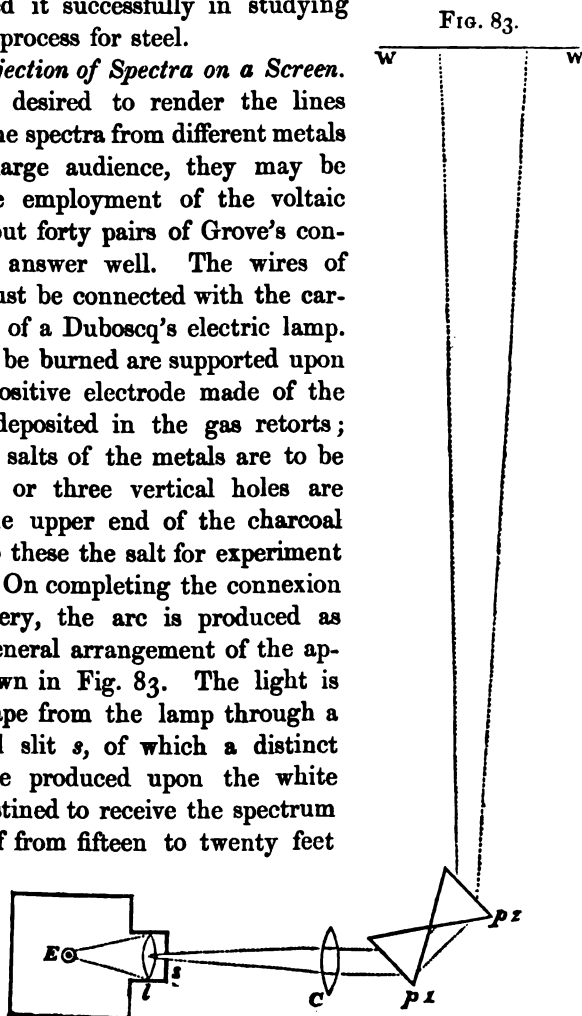 d it successfully in studying
process for steel.
jection of Spectra on a Screen.
desired to render the lines
ne spectra from different metals
arge audience, they may be
e employment of the voltaic
out forty pairs of Grove's con-
answer well. The wires of
ust be connected with the car-
of a Duboscq's electric lamp.
be burned are supported upon
ositive electrode made of the
deposited in the gas retorts;
salts of the metals are to be
or three vertical holes are
e upper end of the charcoal
these the salt for experiment
On completing the connexion
ery, the arc is produced as
eneral arrangement of the ap-
wn in Fig. 83. The light is
ape from the lamp through a
l slit s, of which a distinct
e produced upon the white
stined to receive the spectrum
f from fifteen to twenty feet
Fig. 83.
W W
E
l
s
C
p 1
p 2